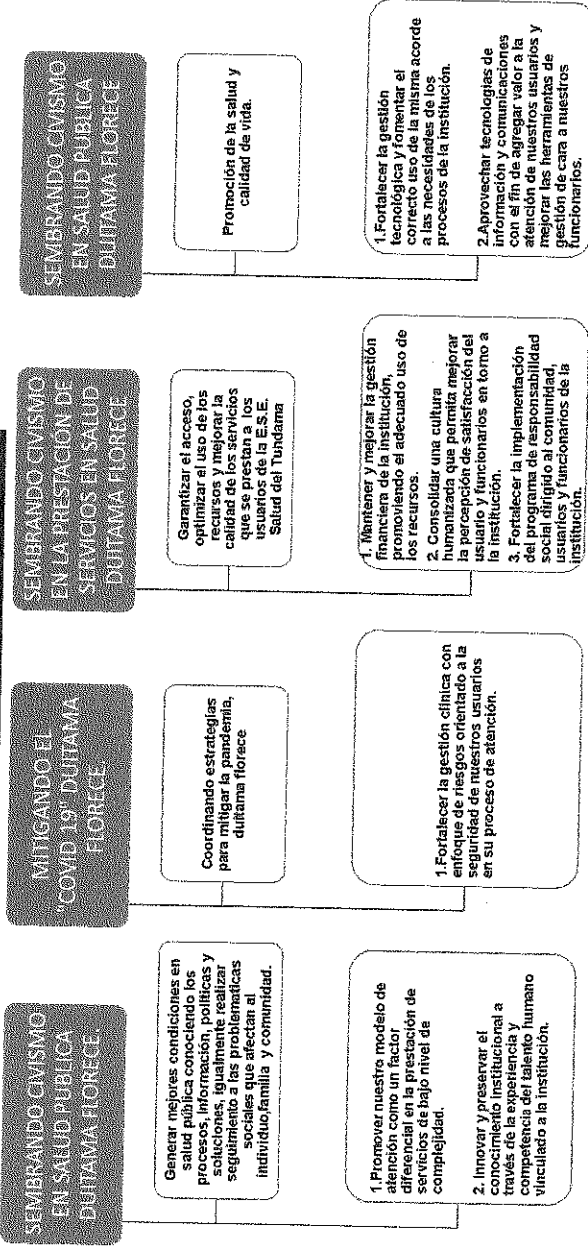 SEMBRANDO CIVISMO
EN SALUD PUBLICA
DUITAMA FLORECE.
Generar mejores condiciones en
salud pública conociendo los
procesos, información, políticas y
soluciones, igualmente realizar
seguimiento a las problematicas
sociales que afectan al
individuo,familia y comunidad.
1.Promover nuestro modelo de
atención como un factor
diferencial en la prestación de
servicios de bajo nivel de
complejidad.
2. Innovar y preservar el
conocimiento institucional a
través de la experiencia y
competencia del talento humano
vinculado a la institución.
MITIGANDO EL
"COVID 19" DUITAMA
FLORECE.
Coordinando estrategias
para mitigar la pandemia,
duitama florece
1.Fortalecer la gestión clínica con
enfoque de riesgos orientado a la
seguridad de nuestros usuarios
en su proceso de atención.
SEMBRANDO CIVISMO
EN LA PRESTACIÓN DE
SERVICIOS EN SALUD
DUITAMA FLORECE
Garantizar el acceso,
optimizar el uso de los
recursos y mejorar la
calidad de los servicios
que se prestan a los
usuarios de la E.S.E.
Salud del Tundama
1. Mantener y mejorar la gestión
financiera de la institución,
promoviendo el adecuado uso de
los recursos.
2. Consolidar una cultura
humanizada que permita mejorar
la percepción de satisfacción del
usuario y funcionarios en torno a
la institución.
3. Fortalecer la implementación
del programa de responsabilidad
social dirigido al comunidad,
usuarios y funcionarios de la
institución.
SEMBRANDO CIVISMO
EN SALUD PUBLICA
DUITAMA FLORECE
Promoción de la salud y
calidad de vida.
1.Fortalecer la gestión
tecnológica y fomentar el
correcto uso de la misma acorde
a las necesidades de los
procesos de la institución.
2.Aprovechar tecnologías de
información y comunicaciones
con el fin de agregar valor a la
atención de nuestros usuarios y
mejorar las herramientas de
gestión de cara a nuestros
funcionarios.